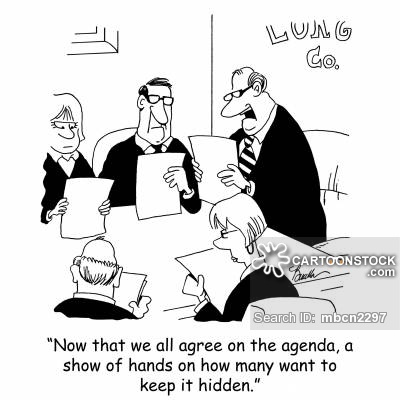 LUNG
Co.
CARTOONSTOCK
.com
Search ID: mbcn2297
“Now that we all agree on the agenda, a
show of hands on how many want to
keep it hidden.”